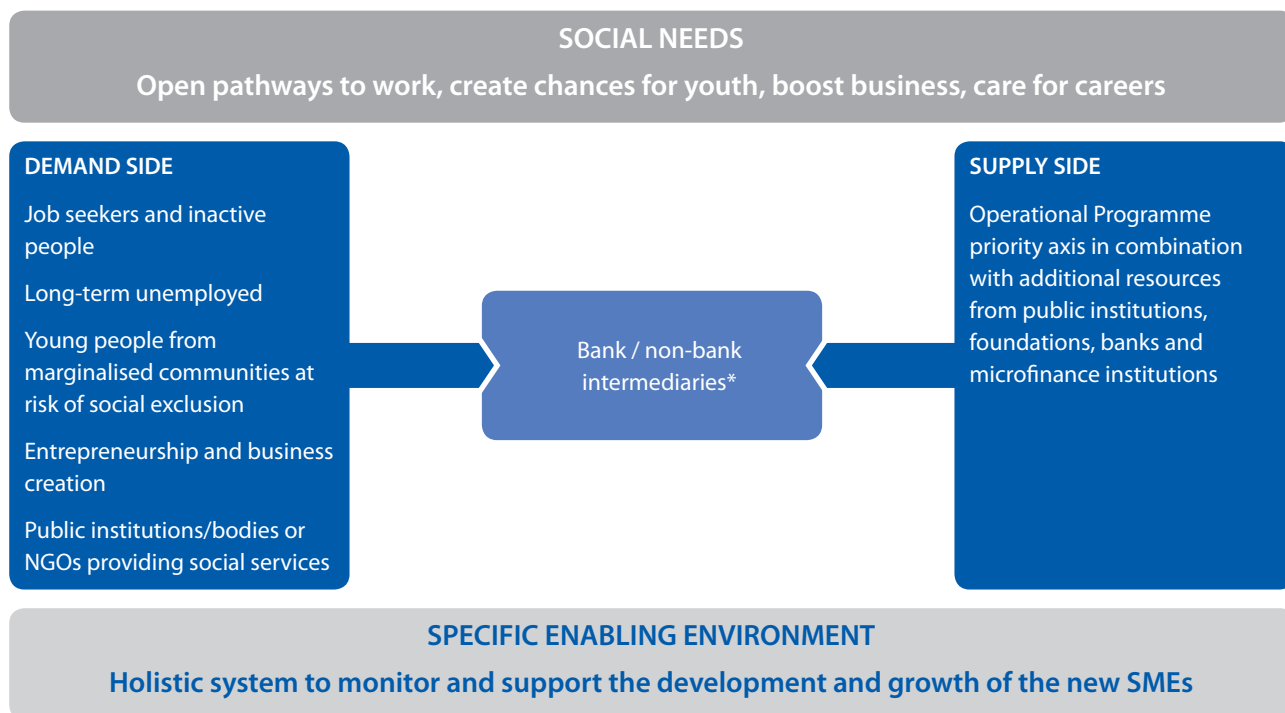 SOCIAL NEEDS
Open pathways to work, create chances for youth, boost business, care for careers
DEMAND SIDE
Job seekers and inactive
people
Long-term unemployed
Young people from
marginalised communities at
risk of social exclusion
Entrepreneurship and business
creation
Public institutions/bodies or
NGOs providing social services
Bank / non-bank
intermediaries*
SUPPLY SIDE
Operational Programme
priority axis in combination
with additional resources
from public institutions,
foundations, banks and
microfinance institutions
SPECIFIC ENABLING ENVIRONMENT
Holistic system to monitor and support the development and growth of the new SMEs